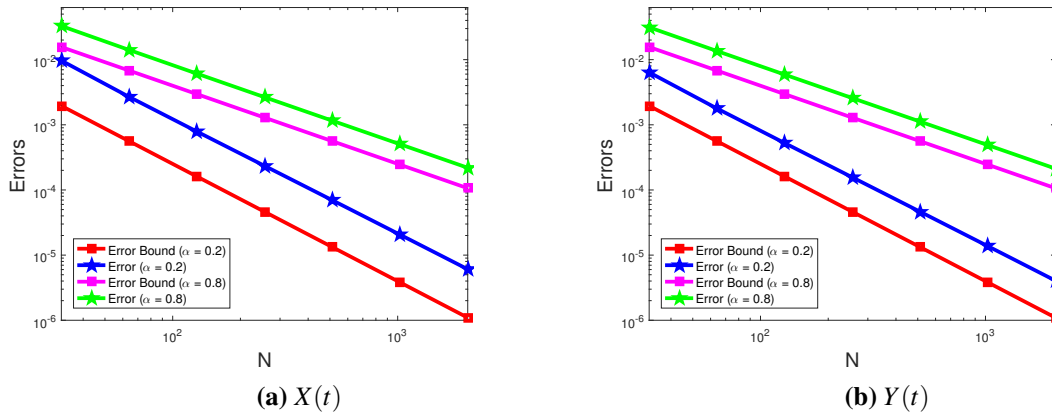 10^-2
10^-3
10^-4
10^-5
10^-6
Errors
Error Bound (α = 0.2)
Error (α = 0.2)
Error Bound (α = 0.8)
Error (α = 0.8)
10^2
10^3
N
(a) X(t)
10^-2
10^-3
10^-4
10^-5
10^-6
Errors
Error Bound (α = 0.2)
Error (α = 0.2)
Error Bound (α = 0.8)
Error (α = 0.8)
10^2
10^3
N
(b) Y(t)